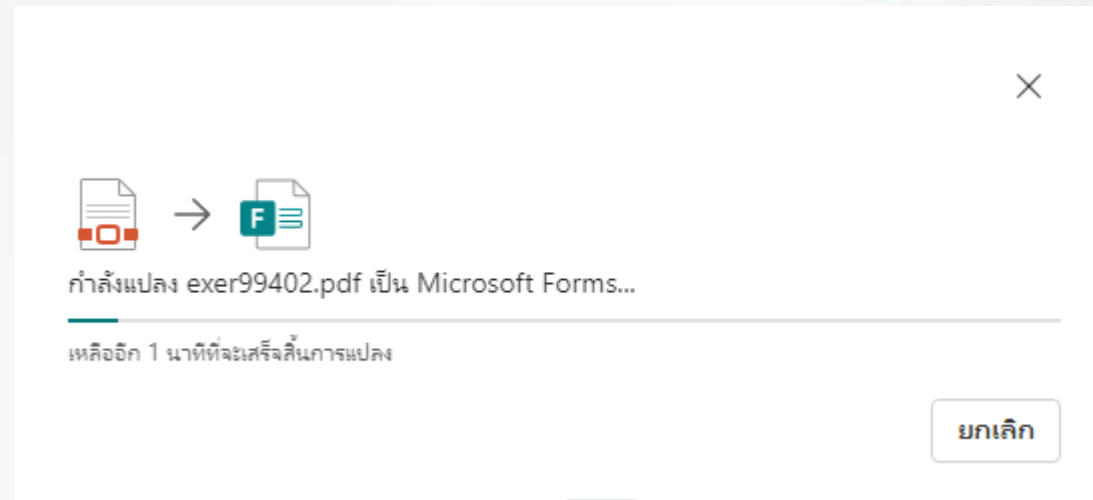 F
กำลังแปลง exer99402.pdf เป็น Microsoft Forms...
เหลืออีก 1 นาทีที่จะเสร็จสิ้นการแปลง
ยกเลิก